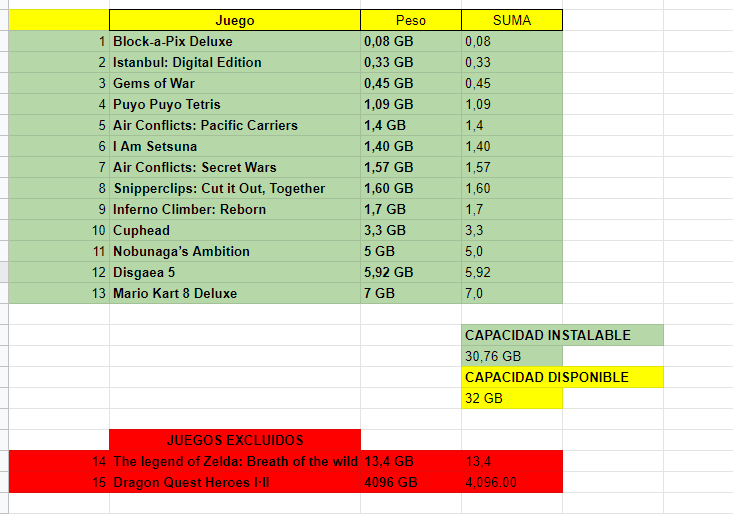 Juego Peso SUMA
1 Block-a-Pix Deluxe 0,08 GB 0,08
2 Istanbul: Digital Edition 0,33 GB 0,33
3 Gems of War 0,45 GB 0,45
4 Puyo Puyo Tetris 1,09 GB 1,09
5 Air Conflicts: Pacific Carriers 1,4 GB 1,4
6 I Am Setsuna 1,40 GB 1,40
7 Air Conflicts: Secret Wars 1,57 GB 1,57
8 Snipperclips: Cut it Out, Together 1,60 GB 1,60
9 Inferno Climber: Reborn 1,7 GB 1,7
10 Cuphead 3,3 GB 3,3
11 Nobunaga’s Ambition 5 GB 5,0
12 Disgaea 5 5,92 GB 5,92
13 Mario Kart 8 Deluxe 7 GB 7,0
CAPACIDAD INSTALABLE
30,76 GB
CAPACIDAD DISPONIBLE
32 GB
JUEGOS EXCLUIDOS
14 The legend of Zelda: Breath of the wild 13,4 GB 13,4
15 Dragon Quest Heroes I·II 4096 GB 4,096,00